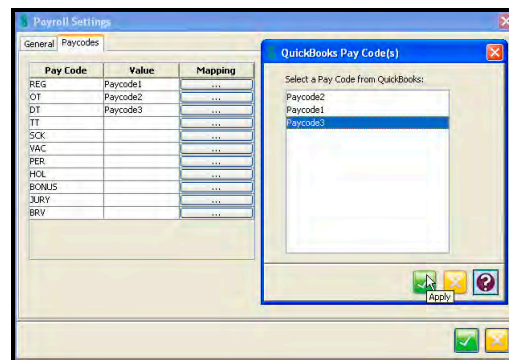 Payroll Settings
General Paycodes
Pay Code Value Mapping
REG Paycode1 ...
OT Paycode2 ...
DT Paycode3 ...
TT ...
SCK ...
VAC ...
PER ...
HOL ...
BONUS ...
JURY ...
BRV ...
QuickBooks Pay Code(s)
Select a Pay Code from QuickBooks:
Paycode2
Paycode1
Paycode3
?
Apply